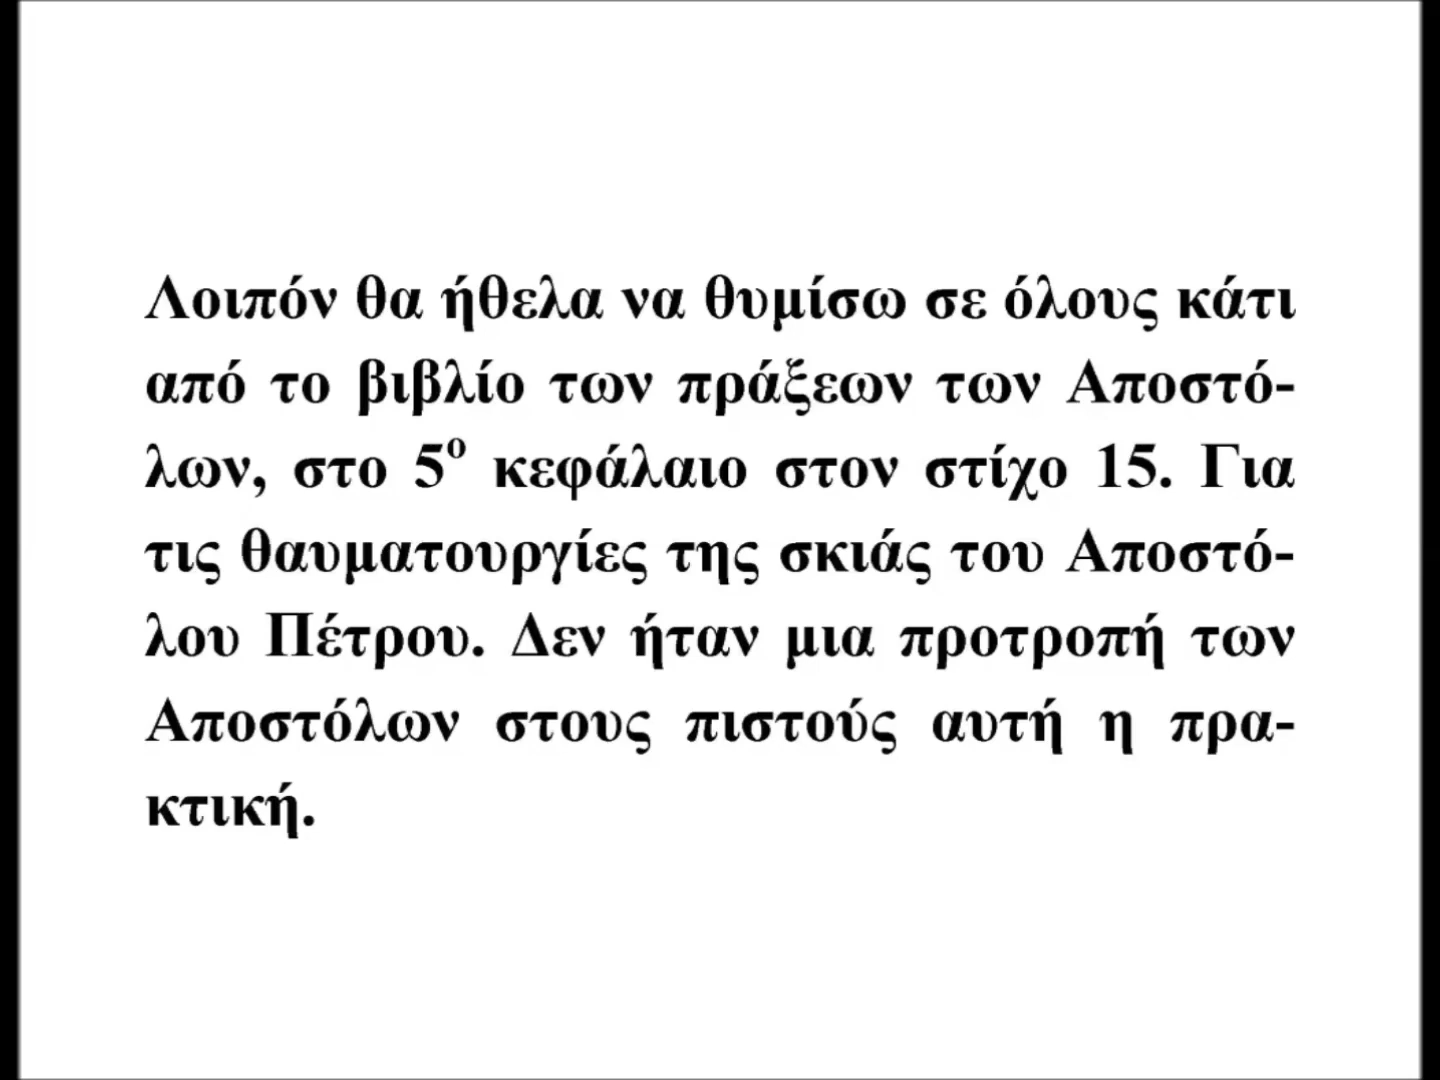 Λοιπόν θα ήθελα να θυμίσω σε όλους κάτι
από το βιβλίο των πράξεων των Αποστό-
λων, στο 5ο κεφάλαιο στον στίχο 15. Για
τις θαυματουργίες της σκιάς του Αποστό-
λου Πέτρου. Δεν ήταν μια προτροπή των
Αποστόλων στους πιστούς αυτή η πρα-
κτική.